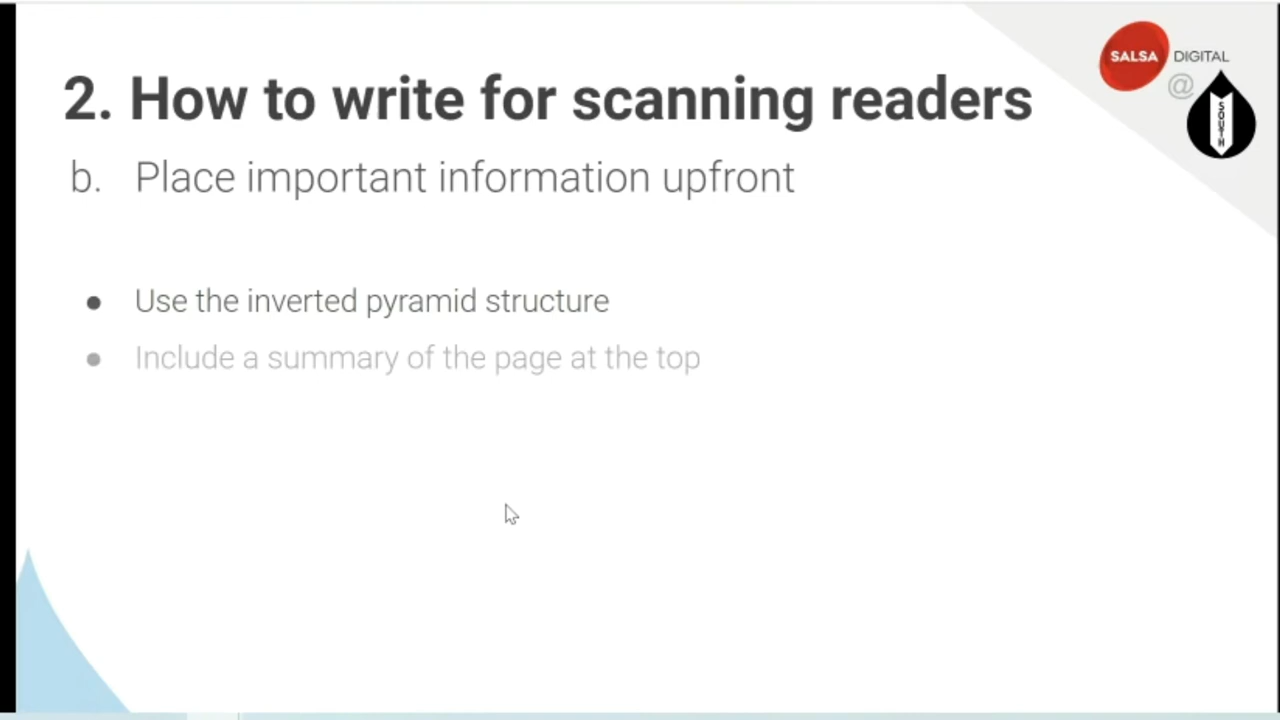 2. How to write for scanning readers
b. Place important information upfront
● Use the inverted pyramid structure
● Include a summary of the page at the top
SALSA DIGITAL
@
SOUTH